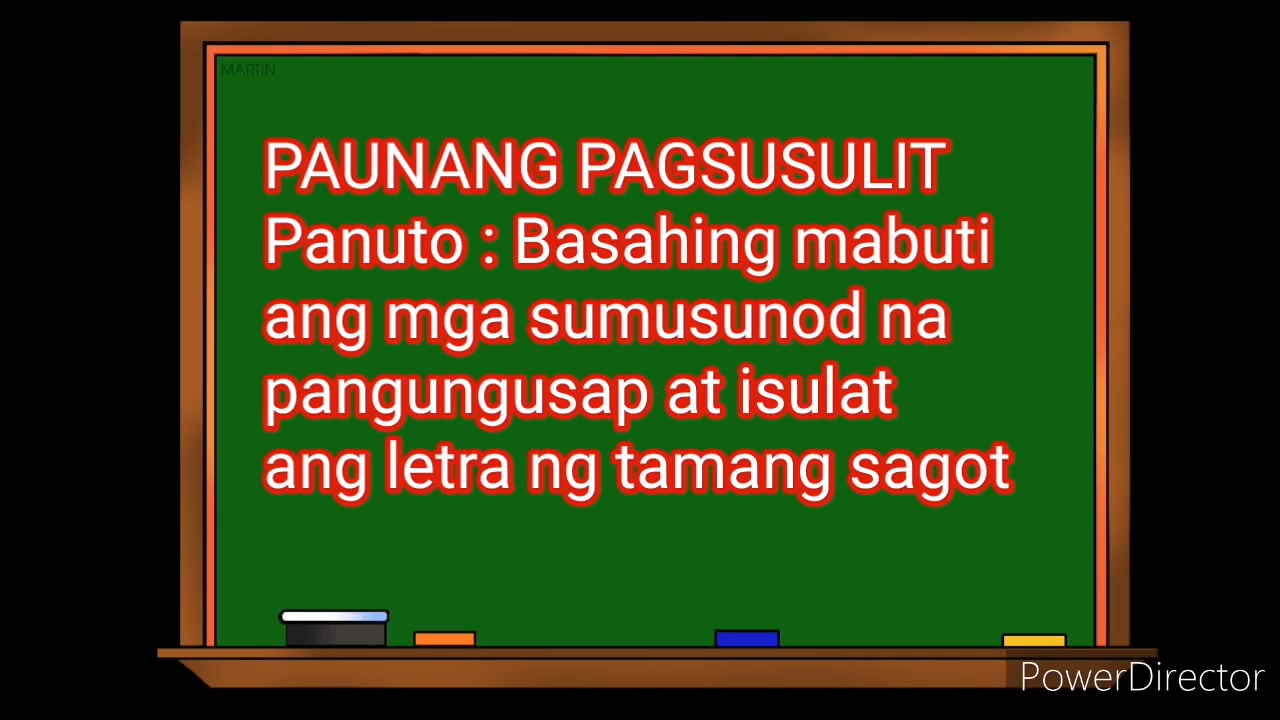 MARTIN
PAUNANG PAGSUSULIT
Panuto : Basahing mabuti
ang mga sumusunod na
pangungusap at isulat
ang letra ng tamang sagot
PowerDirector